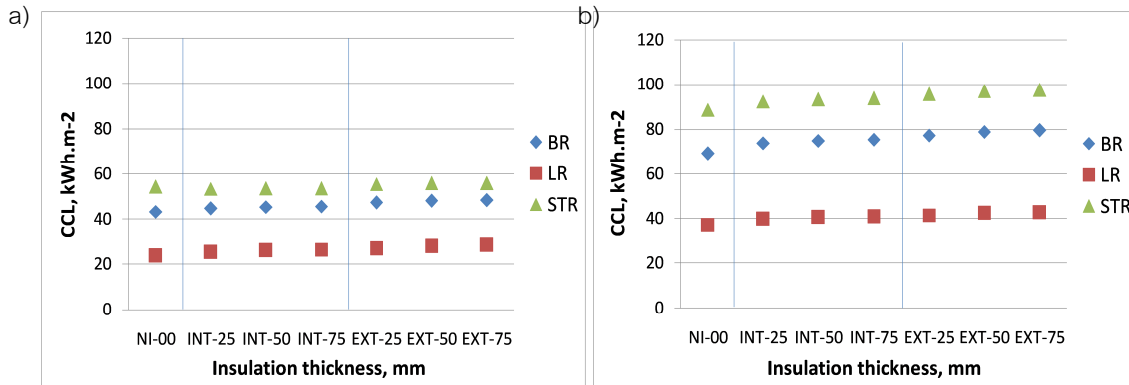 a)
120
100
80
60
40
20
0
CCL, kWh.m-2
NI-00 INT-25 INT-50 INT-75 EXT-25 EXT-50 EXT-75
Insulation thickness, mm
BR
LR
STR
b)
120
100
80
60
40
20
0
CCL, kWh.m-2
NI-00 INT-25 INT-50 INT-75 EXT-25 EXT-50 EXT-75
Insulation thickness, mm
BR
LR
STR